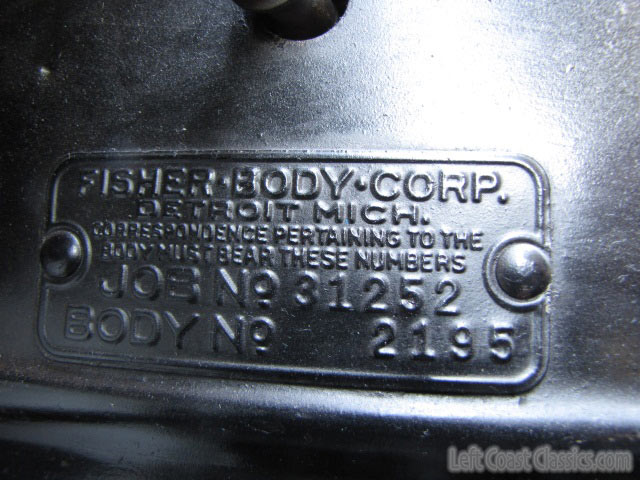 FISHER·BODY·CORP.
DETROIT MICH.
CORRESPONDENCE PERTAINING TO THE
BODY MUST BEAR THESE NUMBERS
JOB Nº 31252
BODY Nº 2195
Left Coast Classics.com